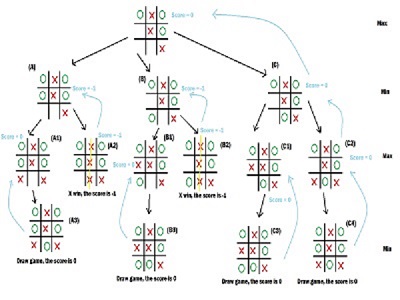 Score = 0
Max
(A)
(B)
(C)
Score = -1
Score = -1
Score = 0
Min
Score = 0
(A1)
Score = -1
(A2)
Score = 0
(B1)
Score = -1
(B2)
(C1)
(C2)
Score = 0
Max
X win, the score is -1
X win, the score is -1
Score = 0
(A3)
(B3)
(C3)
(C4)
Min
Draw game, the score is 0
Draw game, the score is 0
Draw game, the score is 0
Draw game, the score is 0